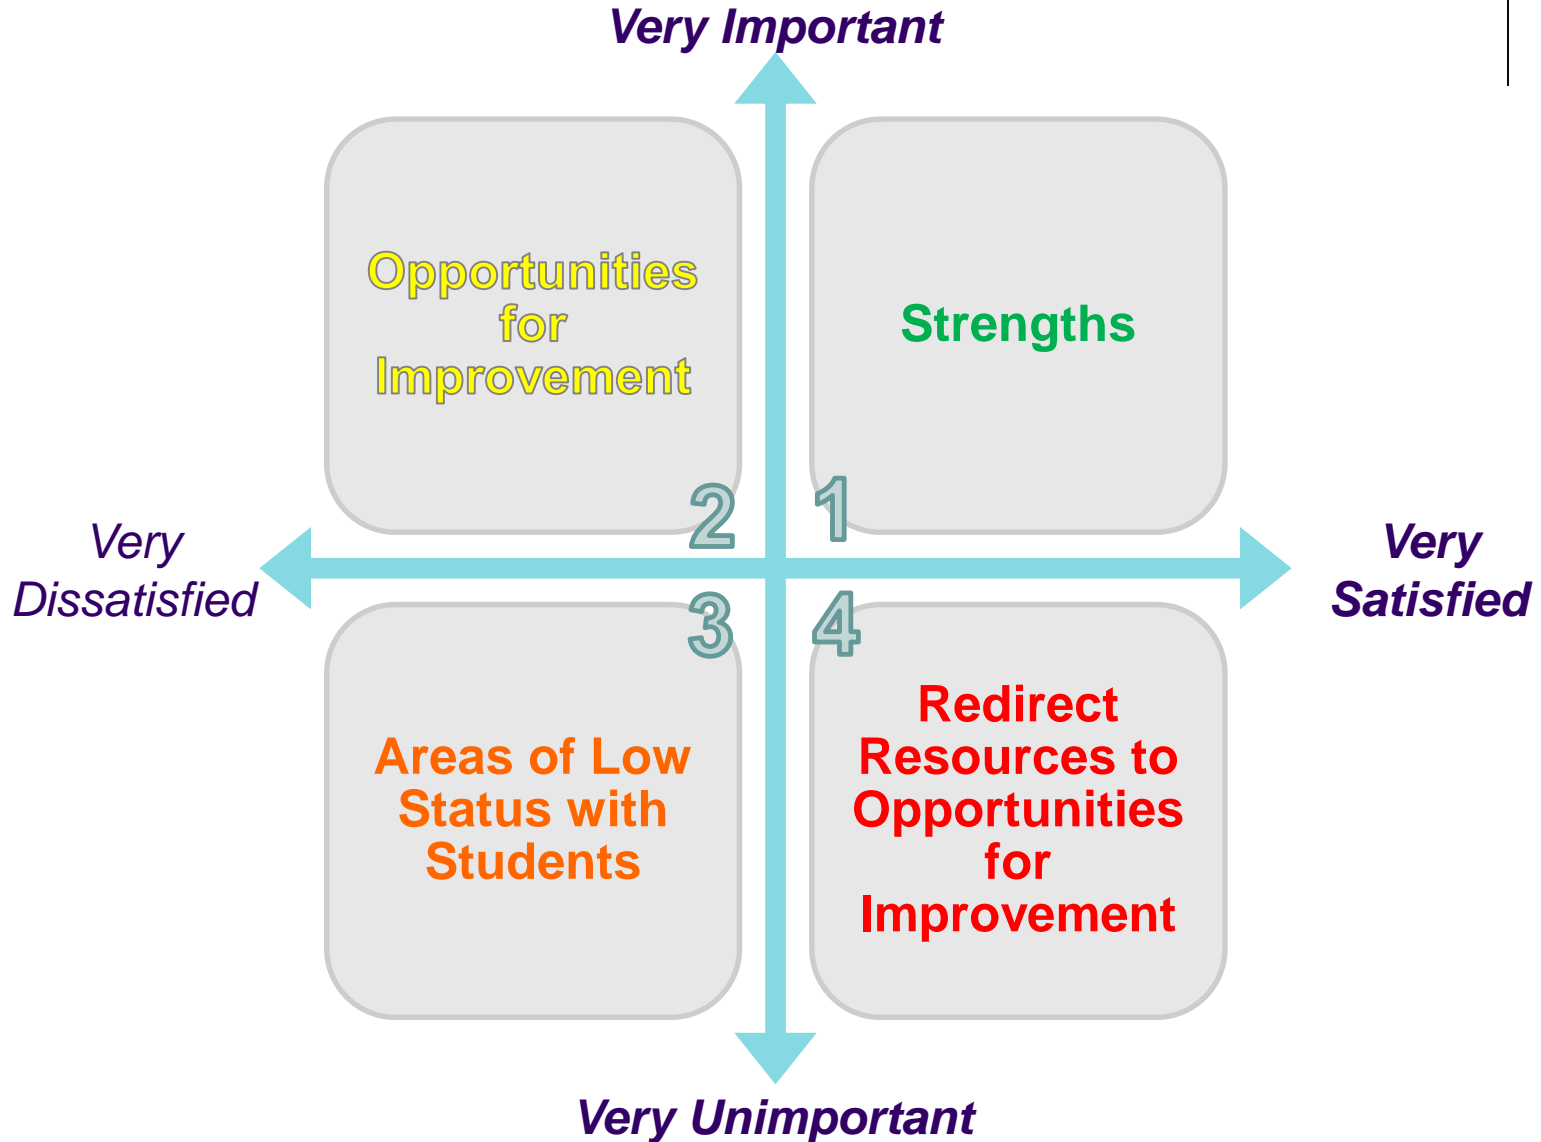 Very Important
Opportunities
for
Improvement
Strengths
2
1
Very
Dissatisfied
Very
Satisfied
3
4
Areas of Low
Status with
Students
Redirect
Resources to
Opportunities
for
Improvement
Very Unimportant